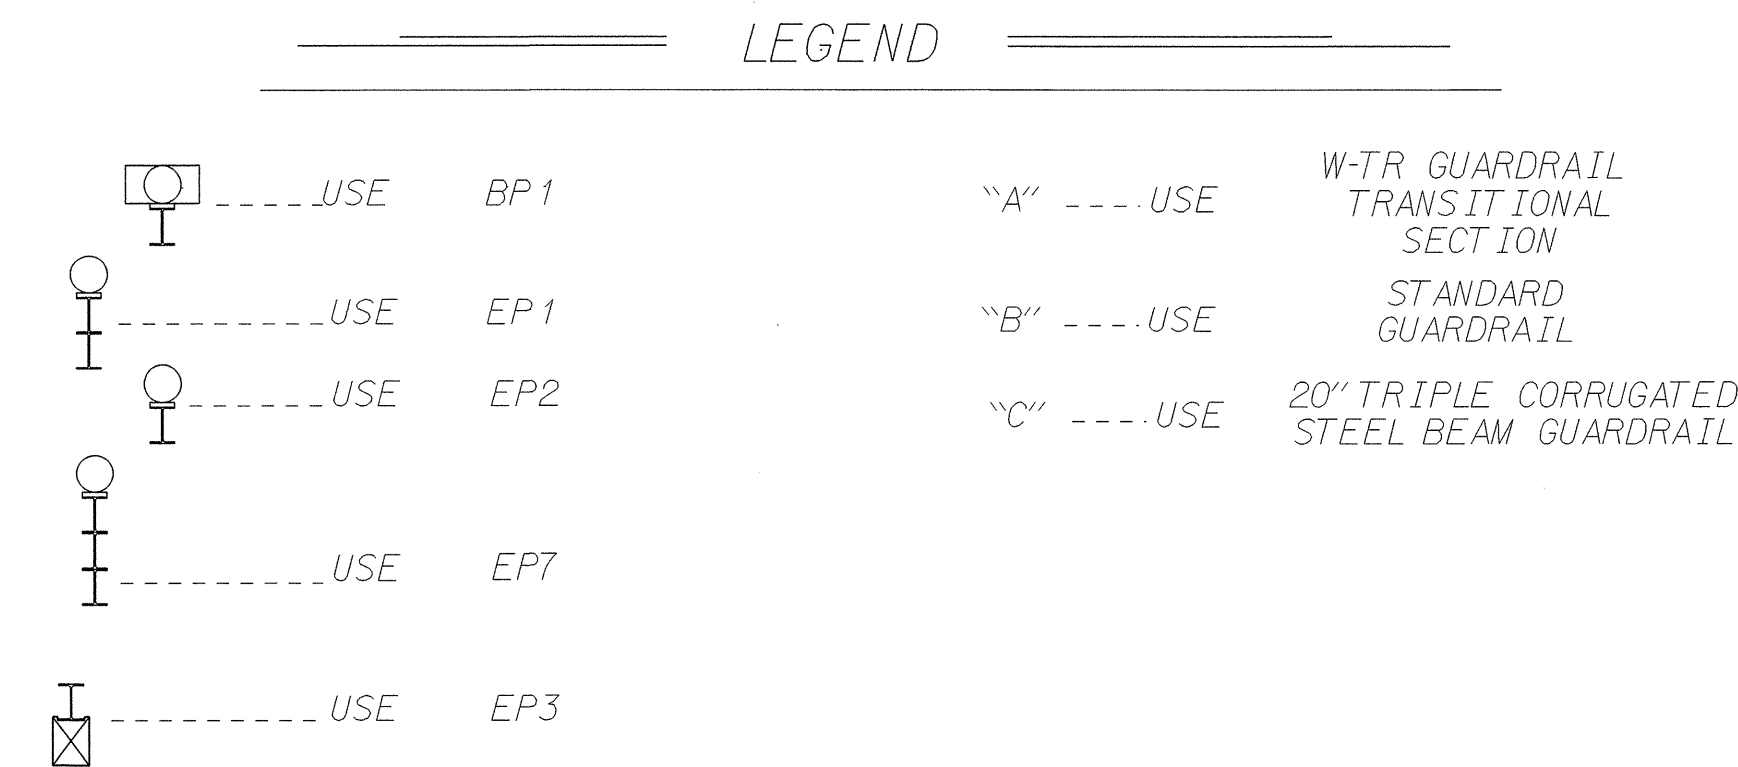 LEGEND
USE BP1
USE EP1
USE EP2
USE EP7
USE EP3
"A" ---- USE W-TR GUARDRAIL
TRANSITIONAL
SECTION
"B" ---- USE STANDARD
GUARDRAIL
"C" ---- USE 20" TRIPLE CORRUGATED
STEEL BEAM GUARDRAIL